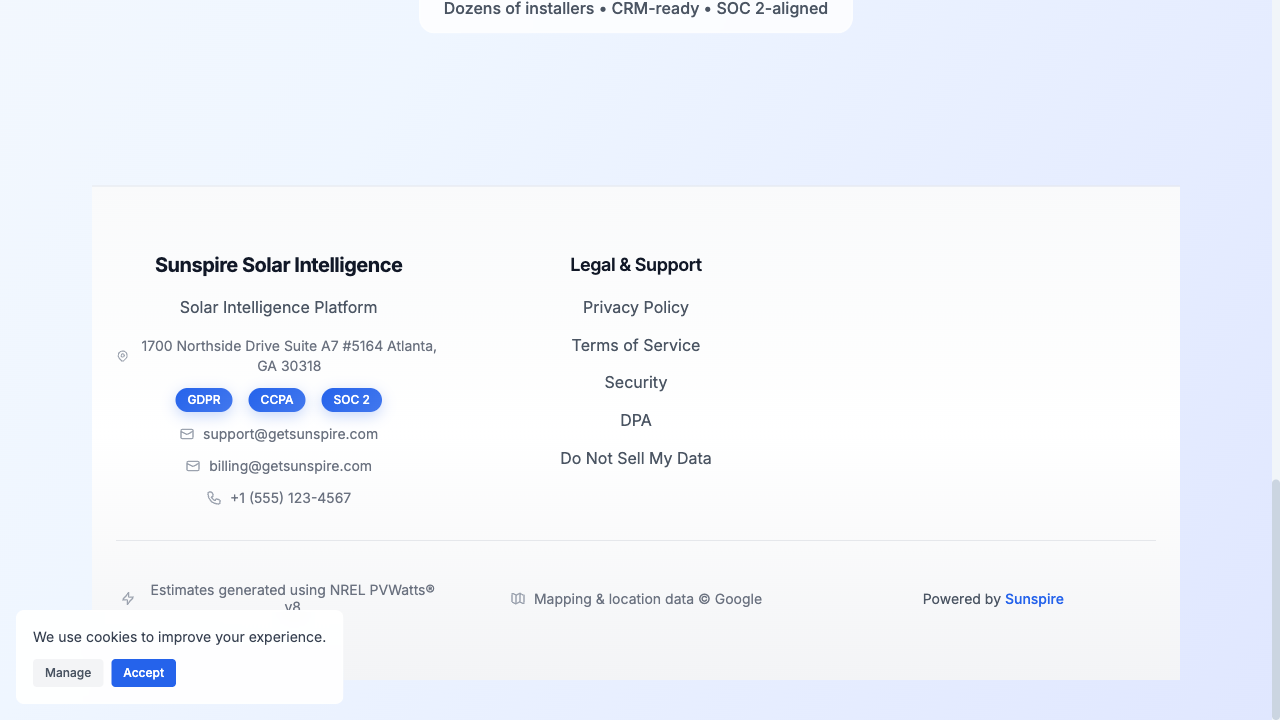 Dozens of installers • CRM-ready • SOC 2-aligned
Sunspire Solar Intelligence
Solar Intelligence Platform
1700 Northside Drive Suite A7 #5164 Atlanta,
GA 30318
GDPR
CCPA
SOC 2
support@getsunspire.com
billing@getsunspire.com
+1 (555) 123-4567
Legal & Support
Privacy Policy
Terms of Service
Security
DPA
Do Not Sell My Data
Estimates generated using NREL PVWatts®
v8
Mapping & location data © Google
Powered by Sunspire
We use cookies to improve your experience.
Manage
Accept